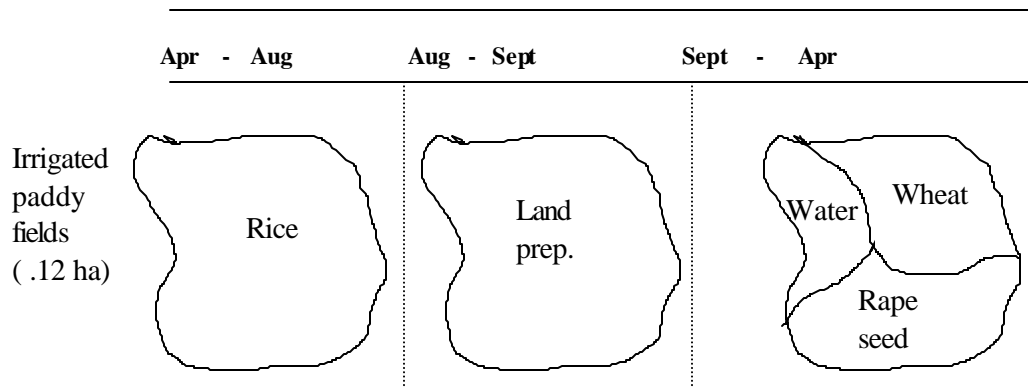 Apr - Aug
Aug - Sept
Sept - Apr
Irrigated
paddy
fields
( .12 ha)
Rice
Land
prep.
Water
Wheat
Rape
seed